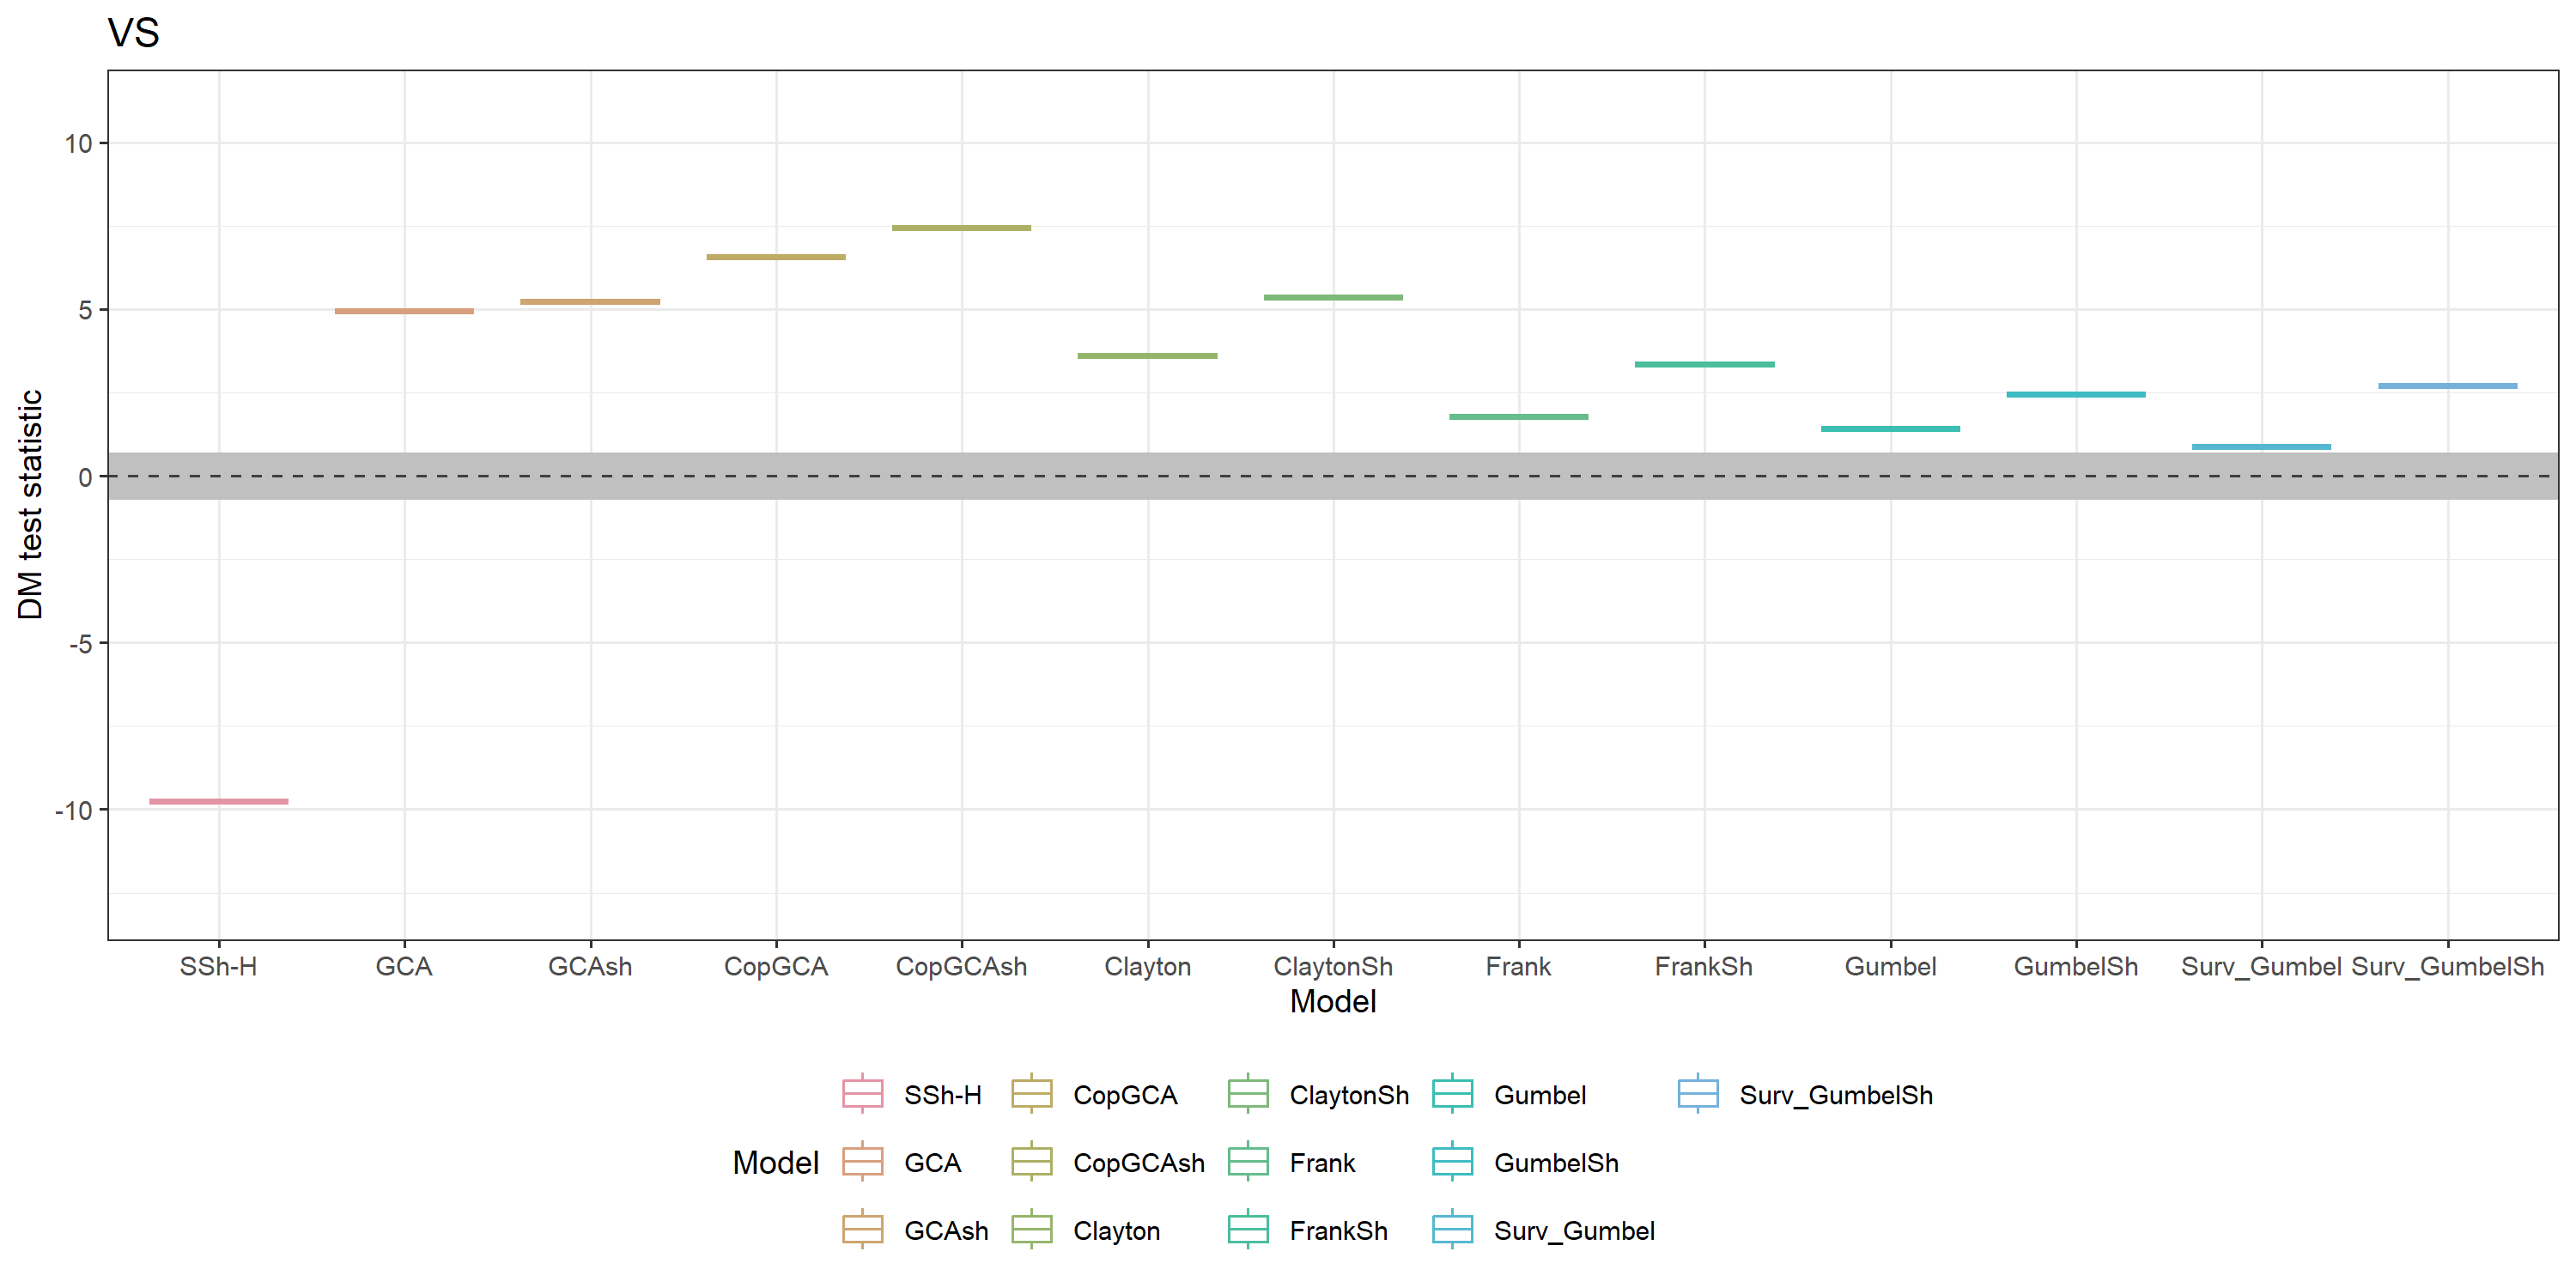 VS
DM test statistic
10
5
0
-5
-10
SSh-H GCA GCAsh CopGCA CopGCAsh Clayton ClaytonSh Frank FrankSh Gumbel GumbelSh Surv_Gumbel Surv_GumbelSh
Model
SSh-H CopGCA ClaytonSh Gumbel Surv_GumbelSh
Model GCA CopGCAsh Frank GumbelSh
GCAsh Clayton FrankSh Surv_Gumbel